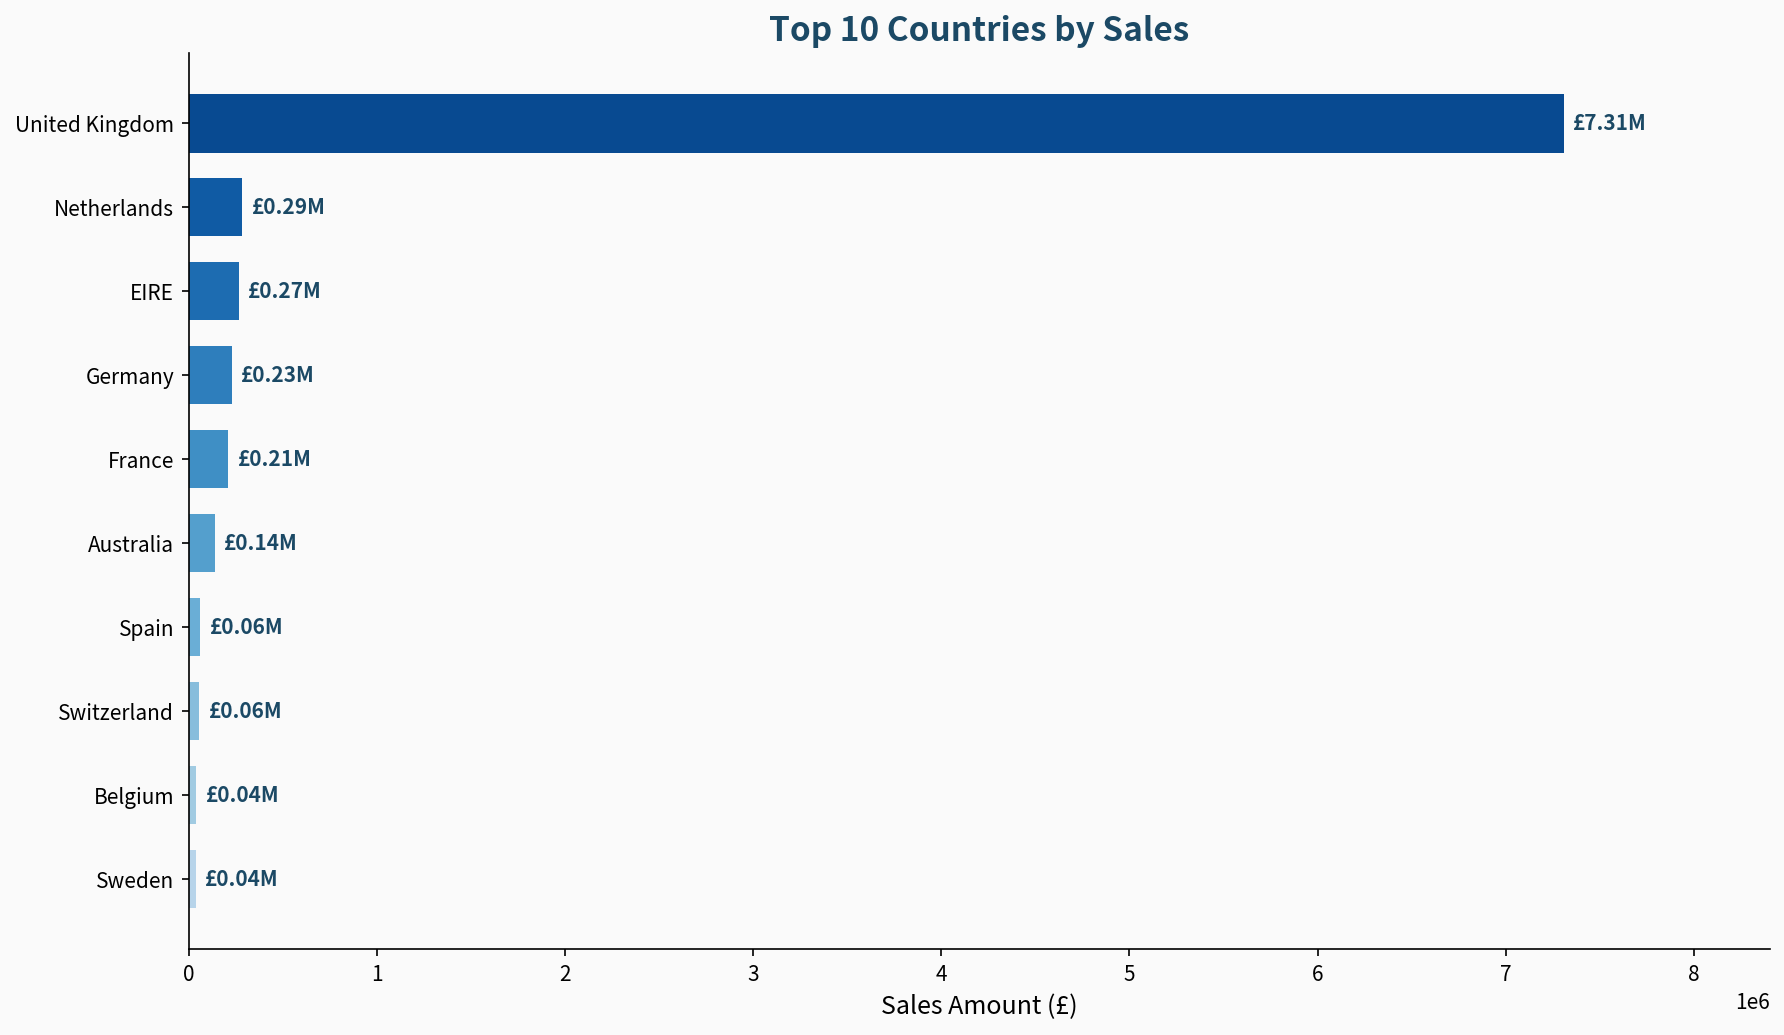 Top 10 Countries by Sales
United Kingdom £7.31M
Netherlands £0.29M
EIRE £0.27M
Germany £0.23M
France £0.21M
Australia £0.14M
Spain £0.06M
Switzerland £0.06M
Belgium £0.04M
Sweden £0.04M
0 1 2 3 4 5 6 7 8
Sales Amount (£)
1e6